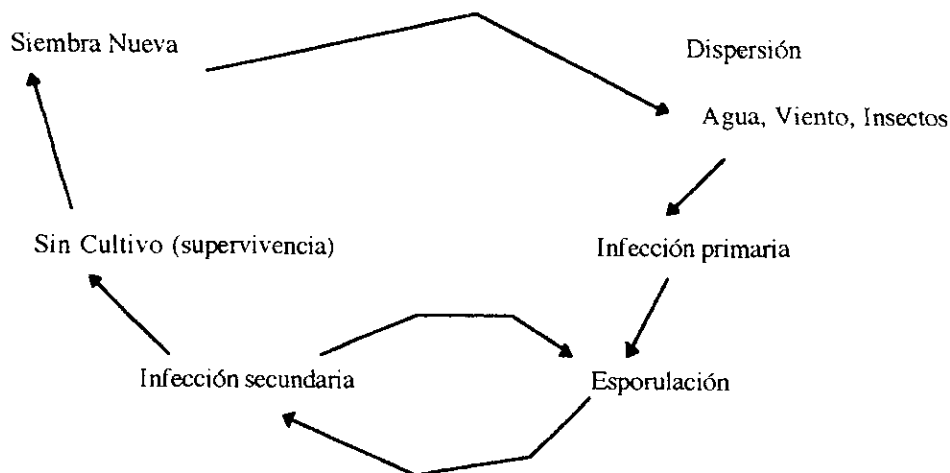 Siembra Nueva
Dispersión
Agua, Viento, Insectos
Sin Cultivo (supervivencia)
Infección primaria
Infección secundaria
Esporulación